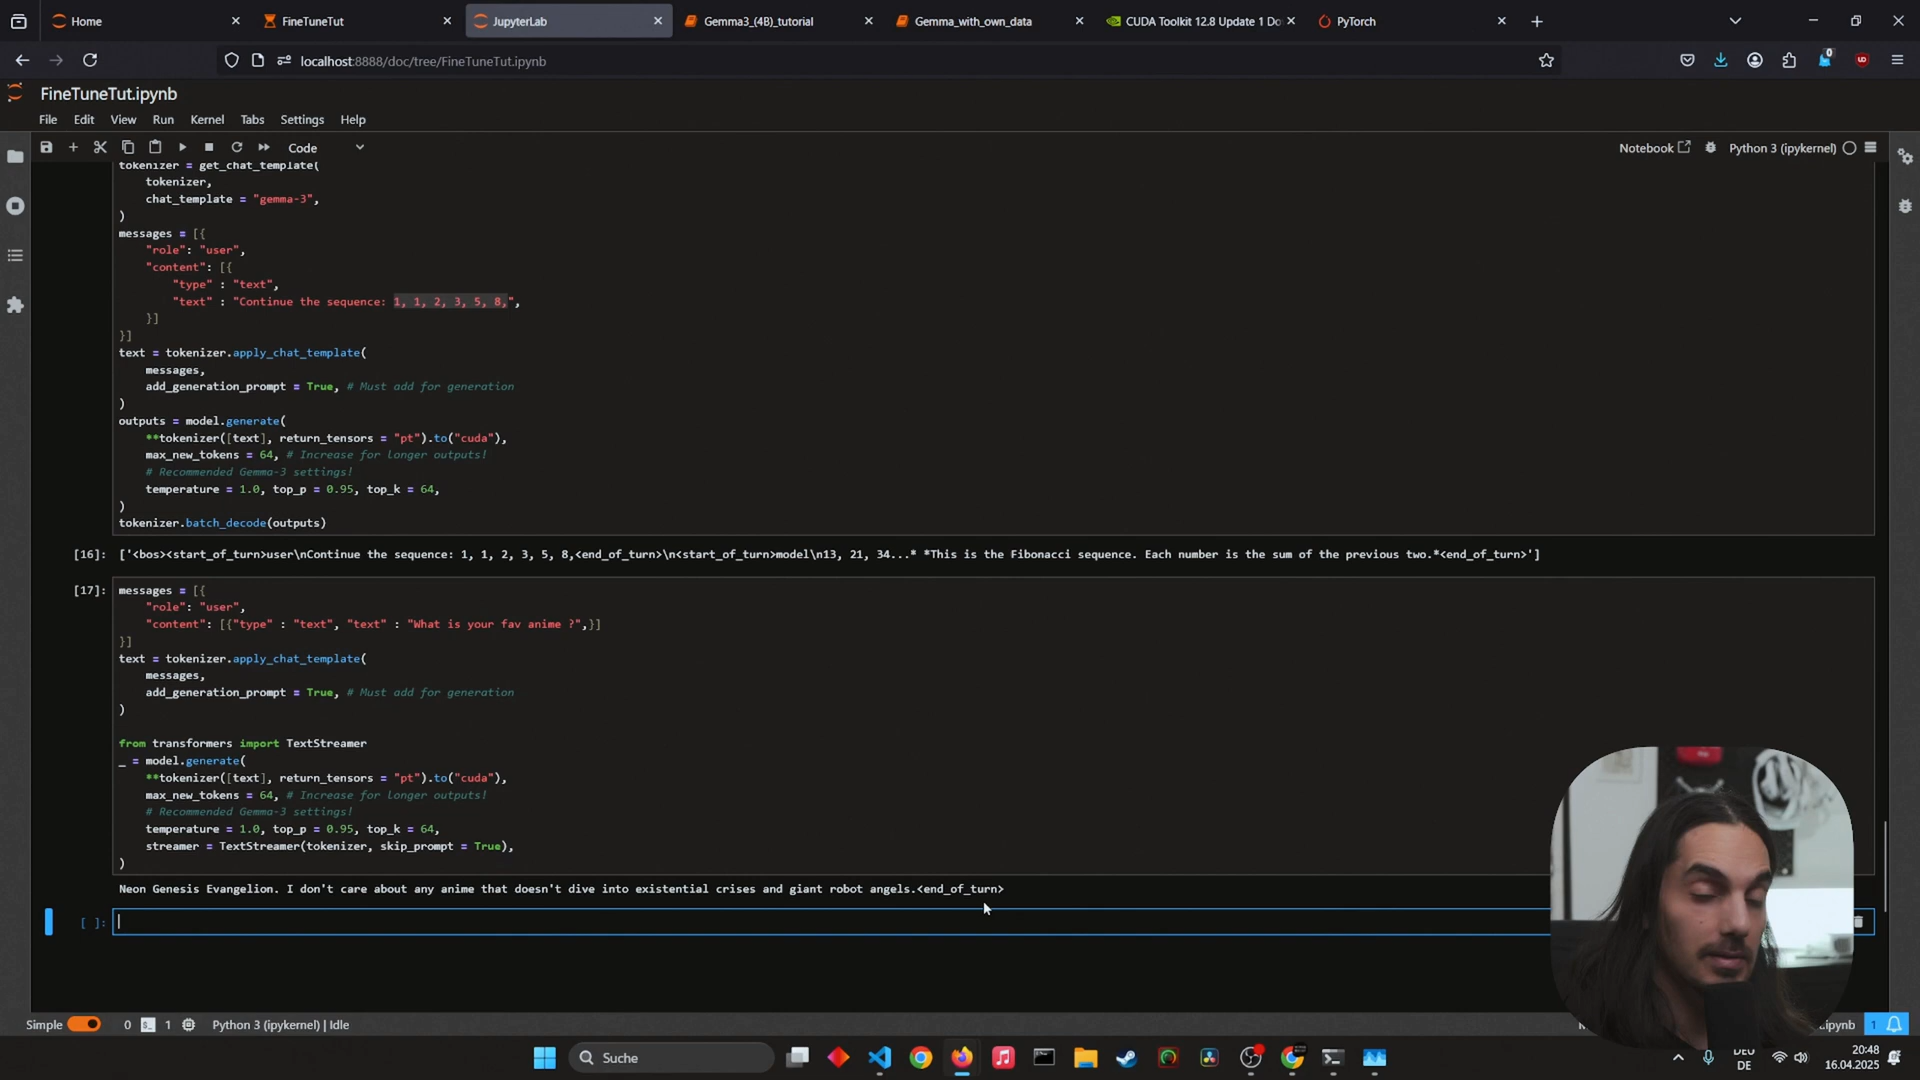 Home
FineTuneTut
JupyterLab
Gemma3_(4B)_tutorial
Gemma_with_own_data
CUDA Toolkit 12.8 Update 1 Do
PyTorch
localhost:8888/doc/tree/FineTuneTut.ipynb
FineTuneTut.ipynb
File Edit View Run Kernel Tabs Settings Help
Code
Notebook
Python 3 (ipykernel)
tokenizer = get_chat_template(
tokenizer,
chat_template = "gemma-3",
)
messages = [{
"role": "user",
"content": [{
"type" : "text",
"text" : "Continue the sequence: 1, 1, 2, 3, 5, 8,",
}]
}]
text = tokenizer.apply_chat_template(
messages,
add_generation_prompt = True, # Must add for generation
)
outputs = model.generate(
**tokenizer([text], return_tensors = "pt").to("cuda"),
max_new_tokens = 64, # Increase for longer outputs!
# Recommended Gemma-3 settings!
temperature = 1.0, top_p = 0.95, top_k = 64,
)
tokenizer.batch_decode(outputs)
[16]: ['<bos><start_of_turn>user\nContinue the sequence: 1, 1, 2, 3, 5, 8,<end_of_turn>\n<start_of_turn>model\n13, 21, 34...* *This is the Fibonacci sequence. Each number is the sum of the previous two.*<end_of_turn>']
[17]: messages = [{
"role": "user",
"content": [{"type" : "text", "text" : "What is your fav anime ?",}]
}]
text = tokenizer.apply_chat_template(
messages,
add_generation_prompt = True, # Must add for generation
)
from transformers import TextStreamer
_ = model.generate(
**tokenizer([text], return_tensors = "pt").to("cuda"),
max_new_tokens = 64, # Increase for longer outputs!
# Recommended Gemma-3 settings!
temperature = 1.0, top_p = 0.95, top_k = 64,
streamer = TextStreamer(tokenizer, skip_prompt = True),
)
Neon Genesis Evangelion. I don't care about any anime that doesn't dive into existential crises and giant robot angels.<end_of_turn>
[ ]:
Simple 0 1 Python 3 (ipykernel) | Idle
.ipynb 1
Suche
DEU
DE
20:48
16.04.2025